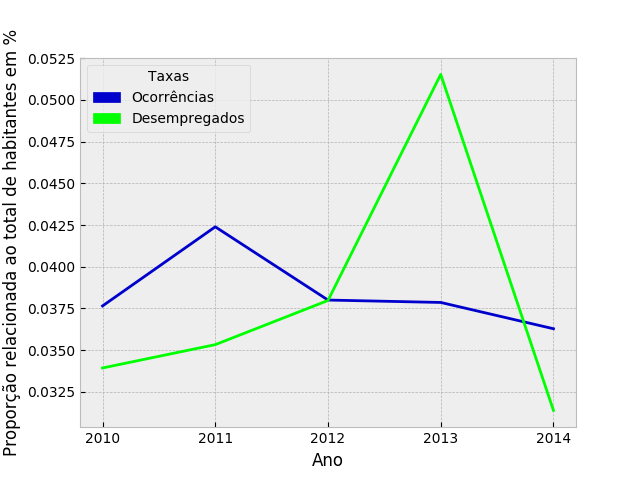 Proporção relacionada ao total de habitantes em %
0.0525
0.0500
0.0475
0.0450
0.0425
0.0400
0.0375
0.0350
0.0325
Taxas
Ocorrências
Desempregados
2010 2011 2012 2013 2014
Ano